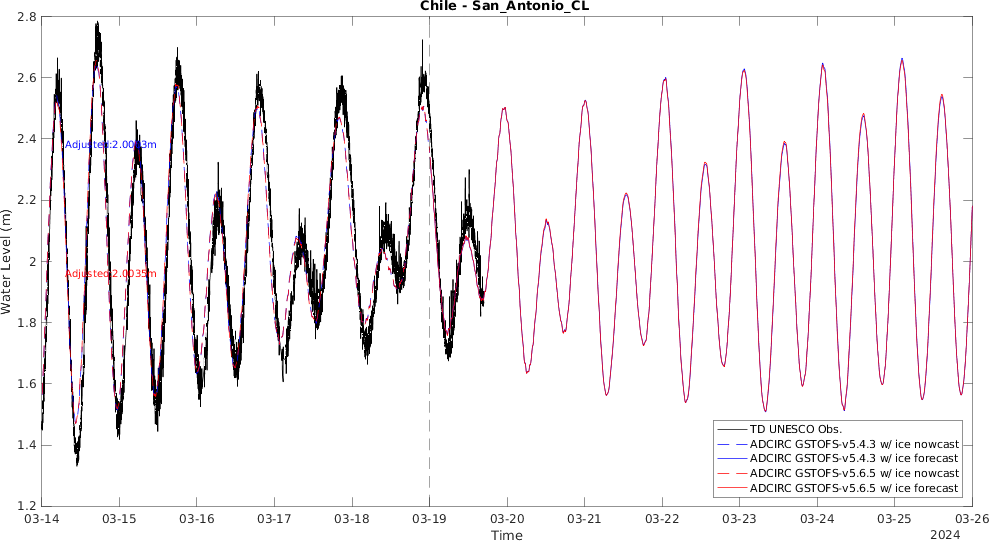 Chile - San_Antonio_CL
2.8
2.6
2.4
2.2
2
1.8
1.6
1.4
1.2
Water Level (m)
Adjusted:2.0035m
TD UNESCO Obs.
ADCIRC GSTOFS-v5.4.3 w/ ice nowcast
ADCIRC GSTOFS-v5.4.3 w/ ice forecast
ADCIRC GSTOFS-v5.6.5 w/ ice nowcast
ADCIRC GSTOFS-v5.6.5 w/ ice forecast
03-14 03-15 03-16 03-17 03-18 03-19 03-20 03-21 03-22 03-23 03-24 03-25 03-26
Time
2024